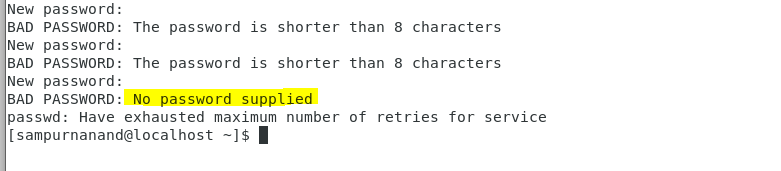 New password:
BAD PASSWORD: The password is shorter than 8 characters
New password:
BAD PASSWORD: The password is shorter than 8 characters
New password:
BAD PASSWORD: No password supplied
passwd: Have exhausted maximum number of retries for service
[sampurnanand@localhost ~]$